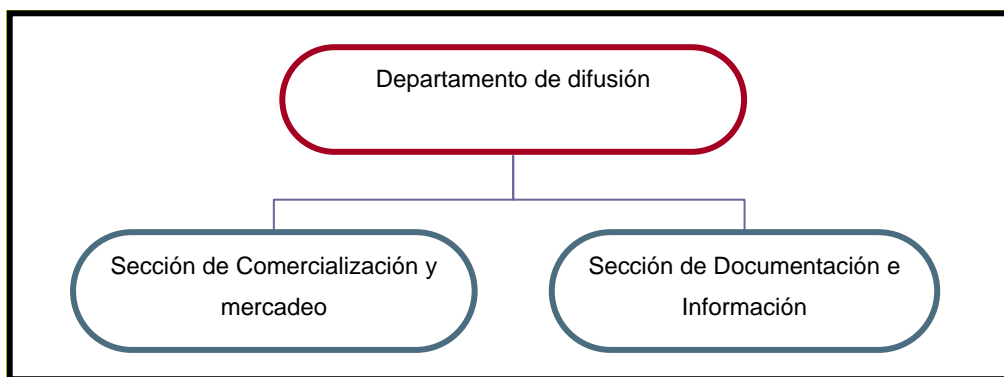 Departamento de difusión
Sección de Comercialización y
mercadeo
Sección de Documentación e
Información